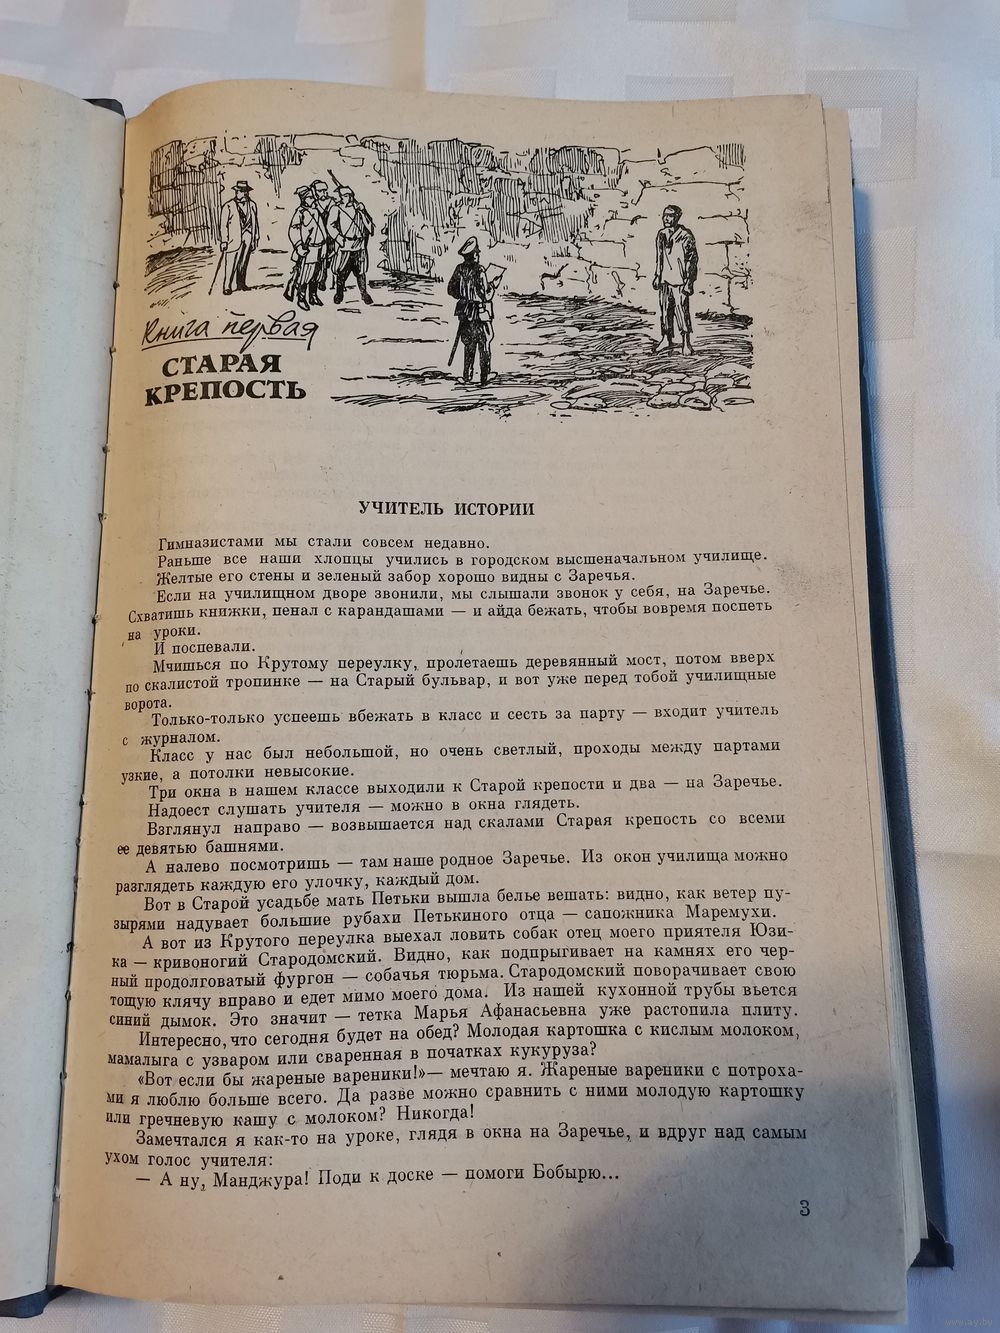 Книга первая
СТАРАЯ
КРЕПОСТЬ
УЧИТЕЛЬ ИСТОРИИ
Гимназистами мы стали совсем недавно.
Раньше все наши хлопцы учились в городском высшеначальном училище.
Желтые его стены и зеленый забор хорошо видны с Заречья.
Если на училищном дворе звонили, мы слышали звонок у себя, на Заречье.
Схватишь книжки, пенал с карандашами — и айда бежать, чтобы вовремя поспеть
на уроки.
И поспевали.
Мчишься по Крутому переулку, пролетаешь деревянный мост, потом вверх
по скалистой тропинке — на Старый бульвар, и вот уже перед тобой училищные
ворота.
Только-только успеешь вбежать в класс и сесть за парту — входит учитель
с журналом.
Класс у нас был небольшой, но очень светлый, проходы между партами
узкие, а потолки невысокие.
Три окна в нашем классе выходили к Старой крепости и два — на Заречье.
Надоест слушать учителя — можно в окна глядеть.
Взглянул направо — возвышается над скалами Старая крепость со всеми
ее девятью башнями.
А налево посмотришь — там наше родное Заречье. Из окон училища можно
разглядеть каждую его улочку, каждый дом.
Вот в Старой усадьбе мать Петьки вышла белье вешать: видно, как ветер пу-
зырями надувает большие рубахи Петькиного отца — сапожника Маремухи.
А вот из Крутого переулка выехал ловить собак отец моего приятеля Юзи-
ка — кривоногий Стародомский. Видно, как подпрыгивает на камнях его чер-
ный продолговатый фургон — собачья тюрьма. Стародомский поворачивает свою
тощую клячу вправо и едет мимо моего дома. Из нашей кухонной трубы вьется
синий дымок. Это значит — тетка Марья Афанасьевна уже растопила плиту.
Интересно, что сегодня будет на обед? Молодая картошка с кислым молоком,
мамалыга с узваром или сваренная в початках кукуруза?
«Вот если бы жареные вареники!» — мечтаю я. Жареные вареники с потроха-
ми я люблю больше всего. Да разве можно сравнить с ними молодую картошку
или гречневую кашу с молоком? Никогда!
Замечтался я как-то на уроке, глядя в окна на Заречье, и вдруг над самым
ухом голос учителя:
— А ну, Манджура! Поди к доске — помоги Бобырю...
3
www.ay.by